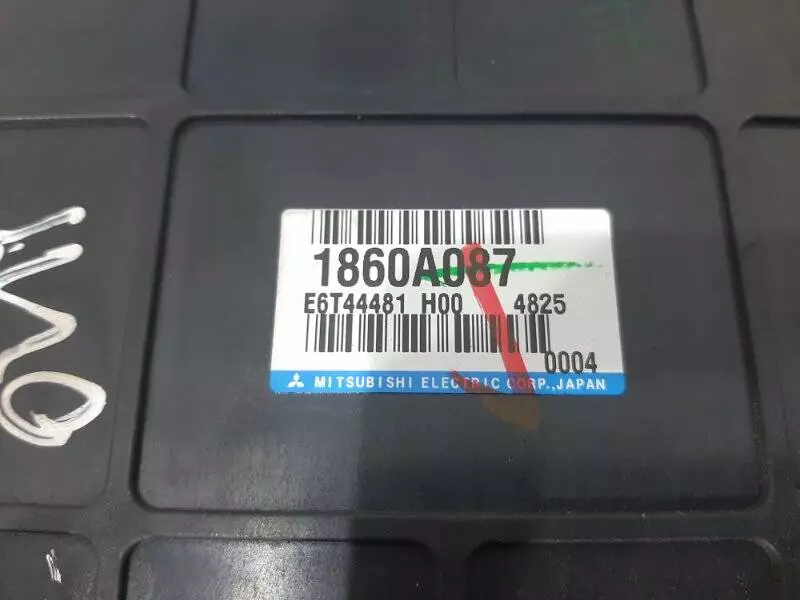 1860A087
E6T44481 H00 4825
0004
MITSUBISHI ELECTRIC CORP.,JAPAN